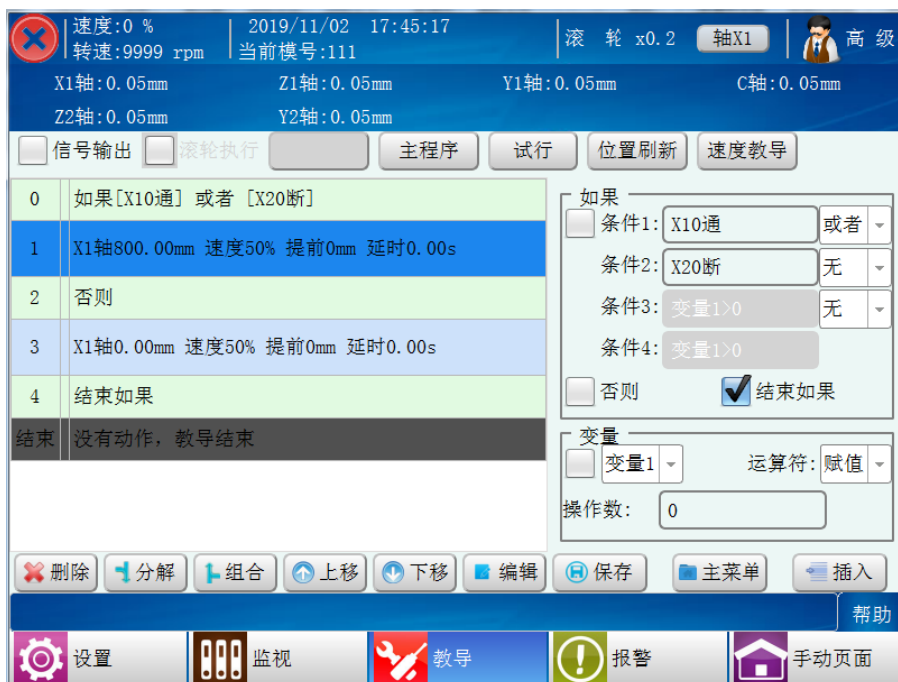 速度:0 % 2019/11/02 17:45:17 滚 轮 x0.2 轴X1 高 级
转速:9999 rpm 当前模号:111
X1轴:0.05mm Z1轴:0.05mm Y1轴:0.05mm C轴:0.05mm
Z2轴:0.05mm Y2轴:0.05mm
信号输出 滚轮执行 主程序 试行 位置刷新 速度教导
0 如果[X10通] 或者 [X20断]
1 X1轴800.00mm 速度50% 提前0mm 延时0.00s
2 否则
3 X1轴0.00mm 速度50% 提前0mm 延时0.00s
4 结束如果
结束 没有动作，教导结束
如果
条件1: X10通 或者
条件2: X20断 无
条件3: 变量1>0 无
条件4: 变量1>0
否则 结束如果
变量
变量1 运算符: 赋值
操作数: 0
删除 分解 组合 上移 下移 编辑 保存 主菜单 插入
帮助
设置 监视 教导 报警 手动页面